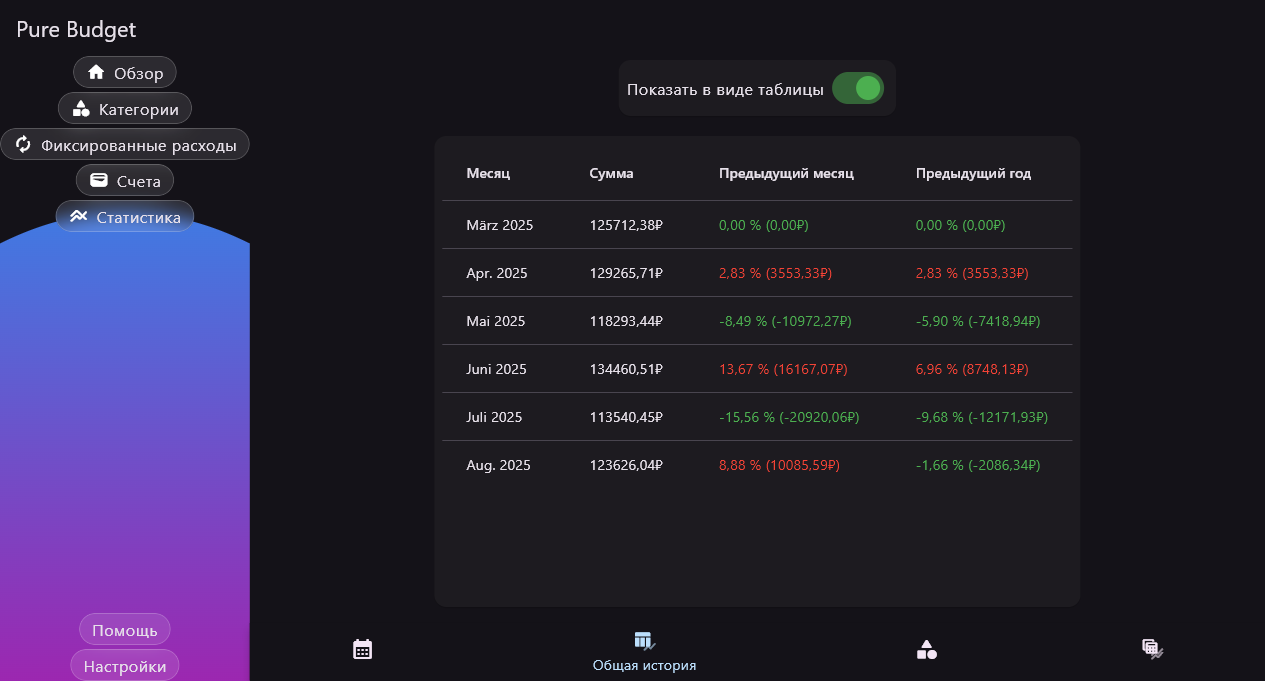 Pure Budget
Обзор
Категории
Фиксированные расходы
Счета
Статистика
Помощь
Настройки
Показать в виде таблицы
Месяц Сумма Предыдущий месяц Предыдущий год
März 2025 125712,38₽ 0,00 % (0,00₽) 0,00 % (0,00₽)
Apr. 2025 129265,71₽ 2,83 % (3553,33₽) 2,83 % (3553,33₽)
Mai 2025 118293,44₽ -8,49 % (-10972,27₽) -5,90 % (-7418,94₽)
Juni 2025 134460,51₽ 13,67 % (16167,07₽) 6,96 % (8748,13₽)
Juli 2025 113540,45₽ -15,56 % (-20920,06₽) -9,68 % (-12171,93₽)
Aug. 2025 123626,04₽ 8,88 % (10085,59₽) -1,66 % (-2086,34₽)
Общая история